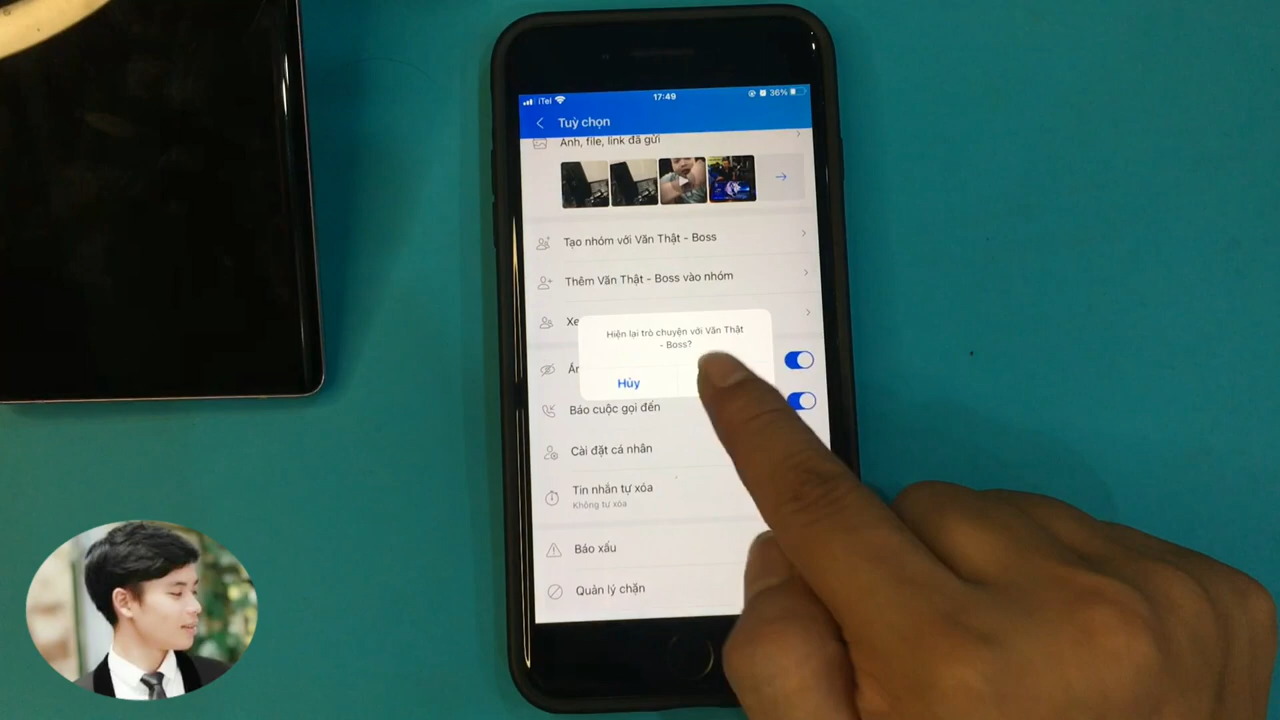 iTel
17:49
36%
Tuỳ chọn
Ảnh, file, link đã gửi
Tạo nhóm với Văn Thật - Boss
Thêm Văn Thật - Boss vào nhóm
Xe
Hiện lại trò chuyện với Văn Thật
- Boss?
Hủy
Báo cuộc gọi đến
Cài đặt cá nhân
Tin nhắn tự xóa
Không tự xóa
Báo xấu
Quản lý chặn